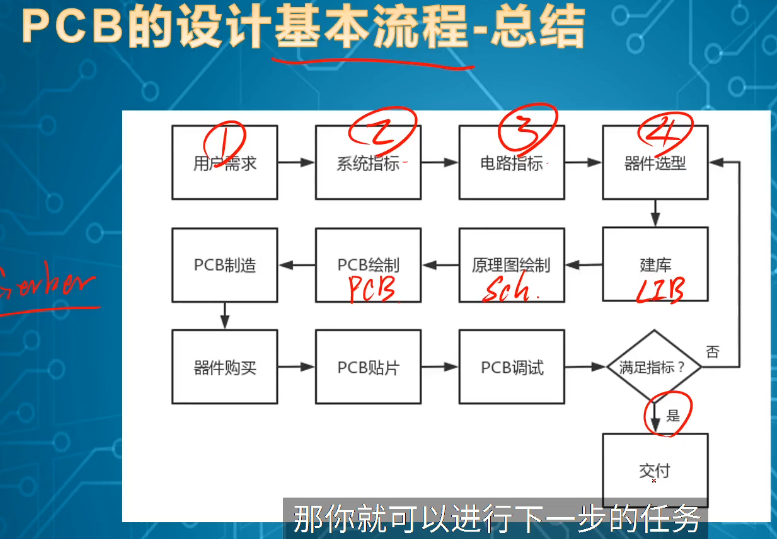 PCB的设计基本流程-总结
① ② ③ ④
用户需求 系统指标 电路指标 器件选型
PCB制造 PCB绘制 原理图绘制 建库
Gerber PCB Sch. LIB
器件购买 PCB贴片 PCB调试 满足指标？ 否
是
交付
那你就可以进行下一步的任务